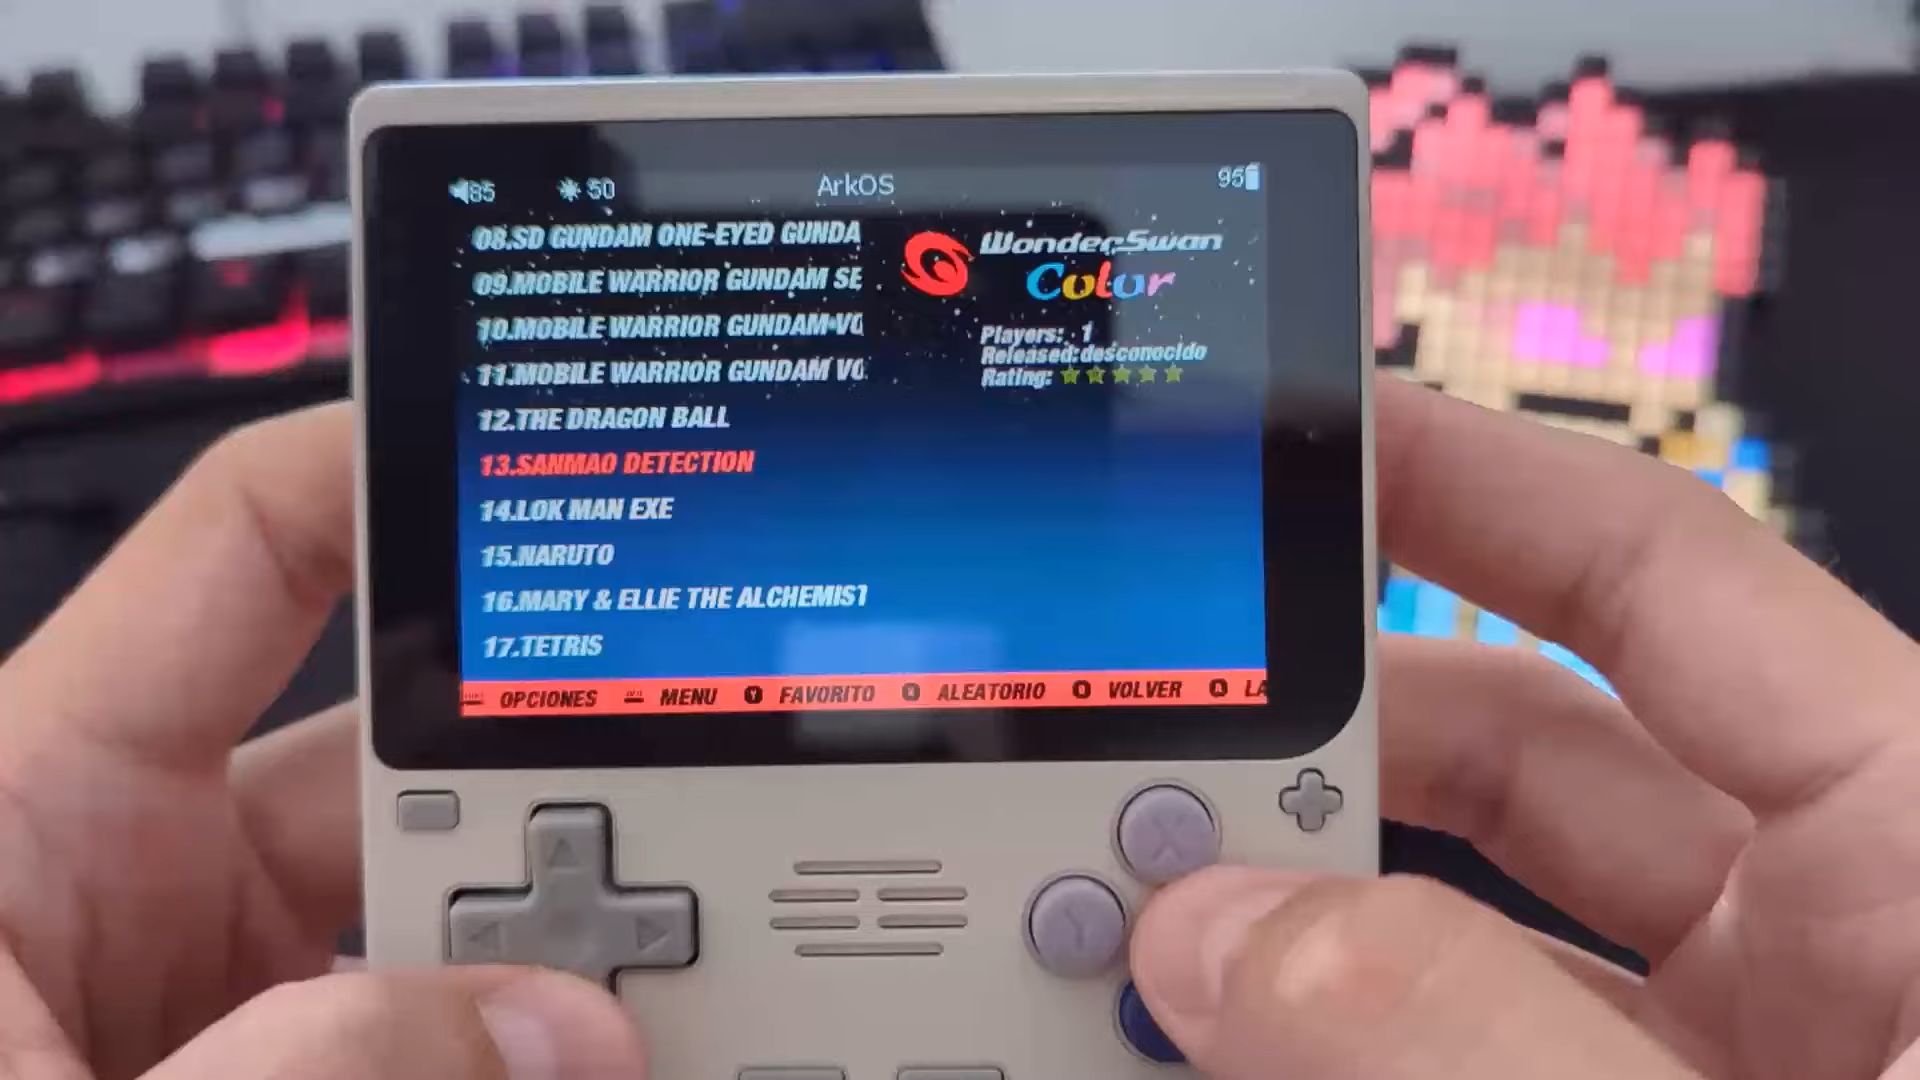 85 50 ArkOS 95
08.SD GUNDAM ONE-EYED GUNDA
09.MOBILE WARRIOR GUNDAM SE
10.MOBILE WARRIOR GUNDAM VO
11.MOBILE WARRIOR GUNDAM VO
12.THE DRAGON BALL
13.SANMAO DETECTION
14.LOK MAN EXE
15.NARUTO
16.MARY & ELLIE THE ALCHEMIST
17.TETRIS
WonderSwan
Color
Players: 1
Released:desconocido
Rating:
OPCIONES MENU Y FAVORITO X ALEATORIO B VOLVER A LA
X
Y